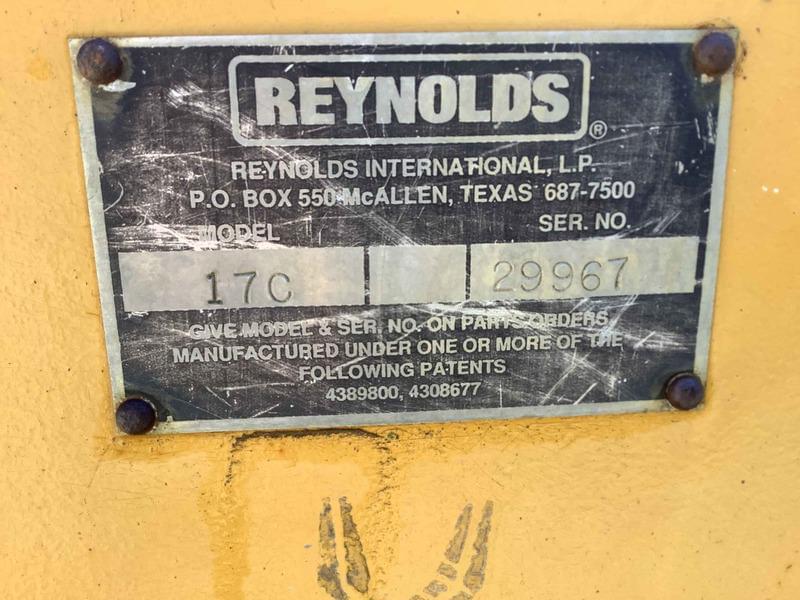 REYNOLDS ®
REYNOLDS INTERNATIONAL, L.P.
P.O. BOX 550 McALLEN, TEXAS 687-7500
MODEL SER. NO.
17C 29967
GIVE MODEL & SER. NO. ON PARTS ORDERS
MANUFACTURED UNDER ONE OR MORE OF THE
FOLLOWING PATENTS
4389800, 4308677